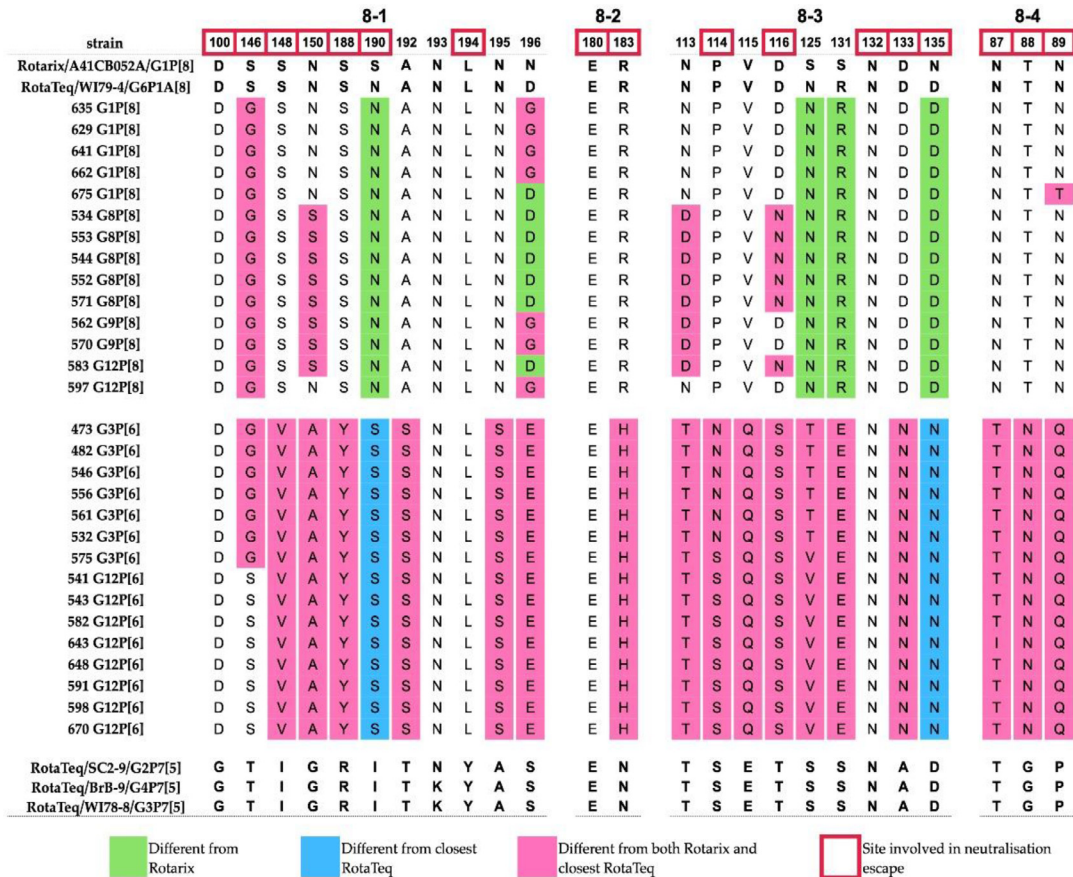 8-1 8-2 8-3 8-4
strain 100 146 148 150 188 190 192 193 194 195 196 180 183 113 114 115 116 125 131 132 133 135 87 88 89
Rotarix/A41CB052A/G1P[8] D S S N S S A N L N N E R N P V D S S N D N N T N
RotaTeq/WI79-4/G6P1A[8] D S S N S N A N L N D E R N P V D N R N D D N T N
635 G1P[8] D G S N S N A N L N G E R N P V D N R N D D N T N
629 G1P[8] D G S N S N A N L N G E R N P V D N R N D D N T N
641 G1P[8] D G S N S N A N L N G E R N P V D N R N D D N T N
662 G1P[8] D G S N S N A N L N G E R N P V D N R N D D N T N
675 G1P[8] D G S N S N A N L N D E R N P V D N R N D D N T T
534 G8P[8] D G S S S N A N L N D E R D P V N N R N D D N T N
553 G8P[8] D G S S S N A N L N D E R D P V N N R N D D N T N
544 G8P[8] D G S S S N A N L N D E R D P V N N R N D D N T N
552 G8P[8] D G S S S N A N L N D E R D P V N N R N D D N T N
571 G8P[8] D G S S S N A N L N D E R D P V N N R N D D N T N
562 G9P[8] D G S S S N A N L N G E R D P V D N R N D D N T N
570 G9P[8] D G S S S N A N L N G E R D P V D N R N D D N T N
583 G12P[8] D G S S S N A N L N D E R D P V N N R N D D N T N
597 G12P[8] D G S N S N A N L N G E R N P V D N R N D D N T N
473 G3P[6] D G V A Y S S N L S E E H T N Q S T E N N N T N Q
482 G3P[6] D G V A Y S S N L S E E H T N Q S T E N N N T N Q
546 G3P[6] D G V A Y S S N L S E E H T N Q S T E N N N T N Q
556 G3P[6] D G V A Y S S N L S E E H T N Q S T E N N N T N Q
561 G3P[6] D G V A Y S S N L S E E H T N Q S T E N N N T N Q
532 G3P[6] D G V A Y S S N L S E E H T N Q S T E N N N T N Q
575 G3P[6] D G V A Y S S N L S E E H T S Q S V E N N N T N Q
541 G12P[6] D S V A Y S S N L S E E H T S Q S V E N N N T N Q
543 G12P[6] D S V A Y S S N L S E E H T S Q S V E N N N T N Q
582 G12P[6] D S V A Y S S N L S E E H T S Q S V E N N N T N Q
643 G12P[6] D S V A Y S S N L S E E H T S Q S V E N N N I N Q
648 G12P[6] D S V A Y S S N L S E E H T S Q S V E N N N T N Q
591 G12P[6] D S V A Y S S N L S E E H T S Q S V E N N N T N Q
598 G12P[6] D S V A Y S S N L S E E H T S Q S V E N N N T N Q
670 G12P[6] D S V A Y S S N L S E E H T S Q S V E N N N T N Q
RotaTeq/SC2-9/G2P7[5] G T I G R I T N Y A S E N T S E T S S N A D T G P
RotaTeq/BrB-9/G4P7[5] G T I G R I T K Y A S E N T S E T S S N A D T G P
RotaTeq/WI78-8/G3P7[5] G T I G R I T K Y A S E N T S E T S S N A D T G P
Different from Rotarix
Different from closest RotaTeq
Different from both Rotarix and closest RotaTeq
Site involved in neutralisation escape